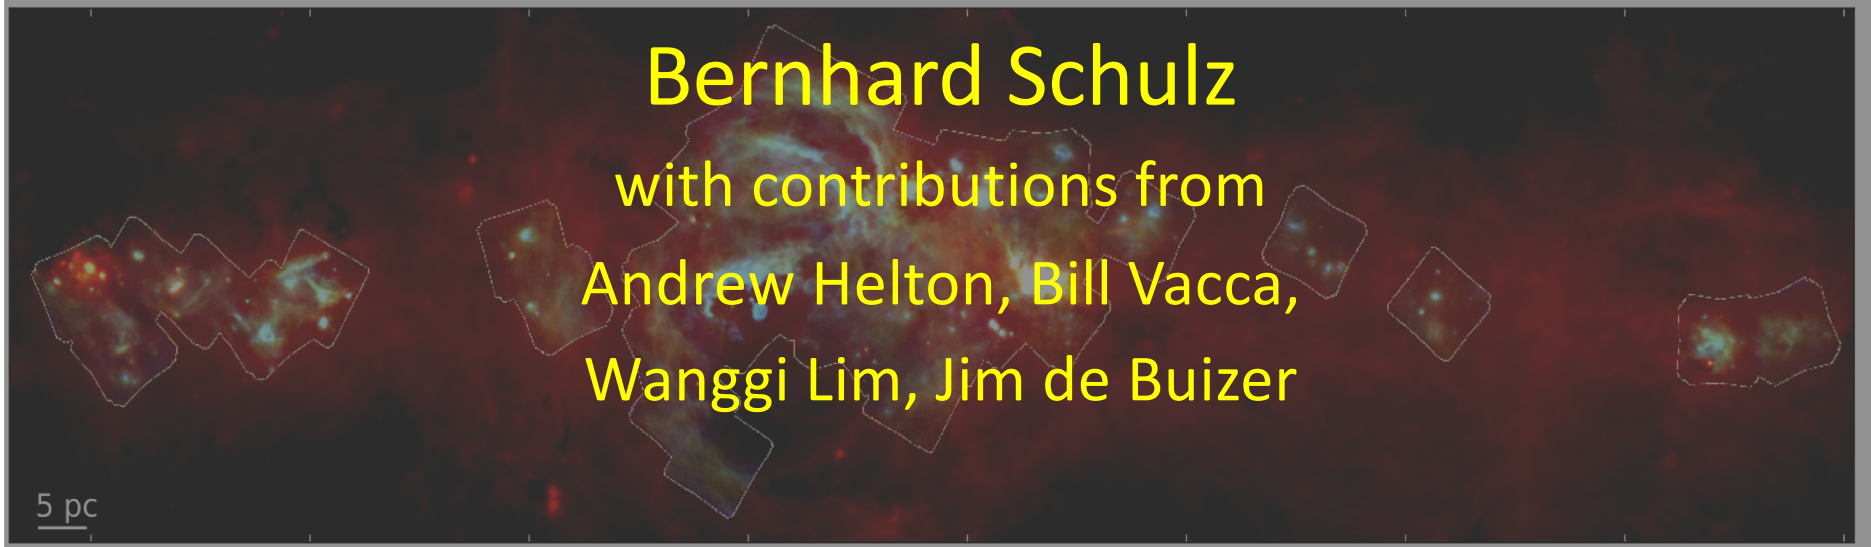 Bernhard Schulz
with contributions from
Andrew Helton, Bill Vacca,
Wanggi Lim, Jim de Buizer
5 pc